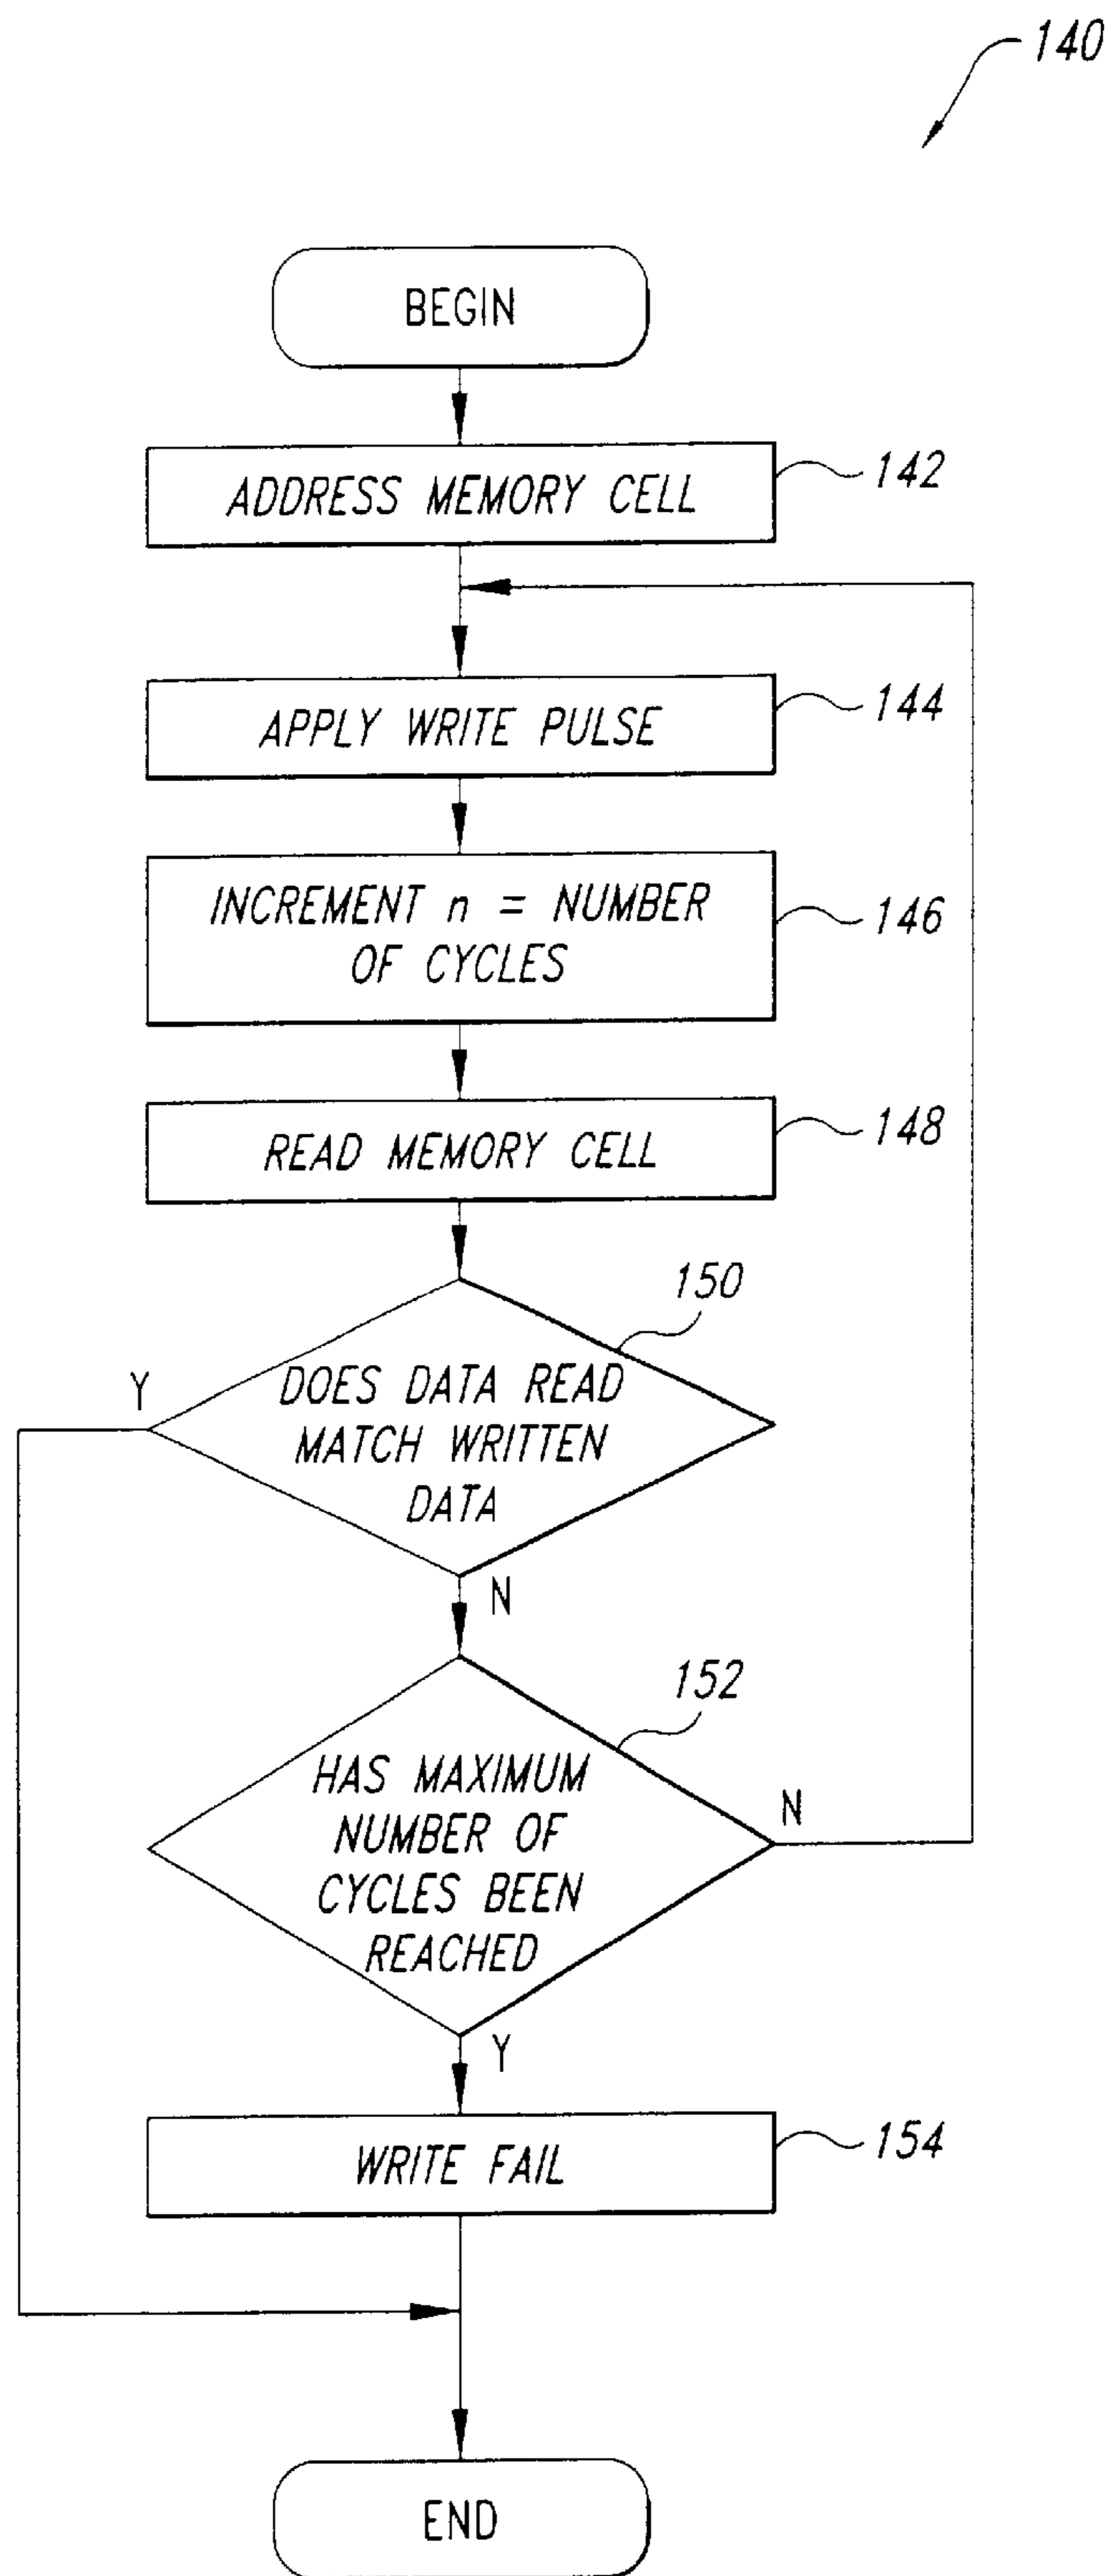 140
BEGIN
ADDRESS MEMORY CELL
142
APPLY WRITE PULSE
144
INCREMENT n = NUMBER
OF CYCLES
146
READ MEMORY CELL
148
150
Y
DOES DATA READ
MATCH WRITTEN
DATA
N
152
HAS MAXIMUM
NUMBER OF
CYCLES BEEN
REACHED
N
Y
WRITE FAIL
154
END